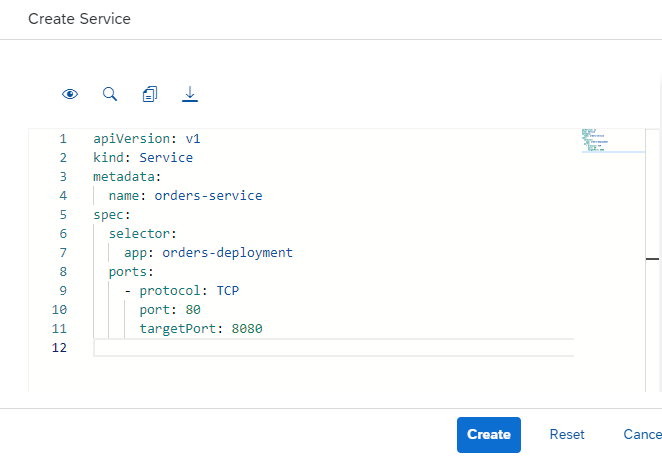 Create Service
1 apiVersion: v1
2 kind: Service
3 metadata:
4   name: orders-service
5 spec:
6   selector:
7     app: orders-deployment
8   ports:
9     - protocol: TCP
10       port: 80
11       targetPort: 8080
12
Create Reset Cance